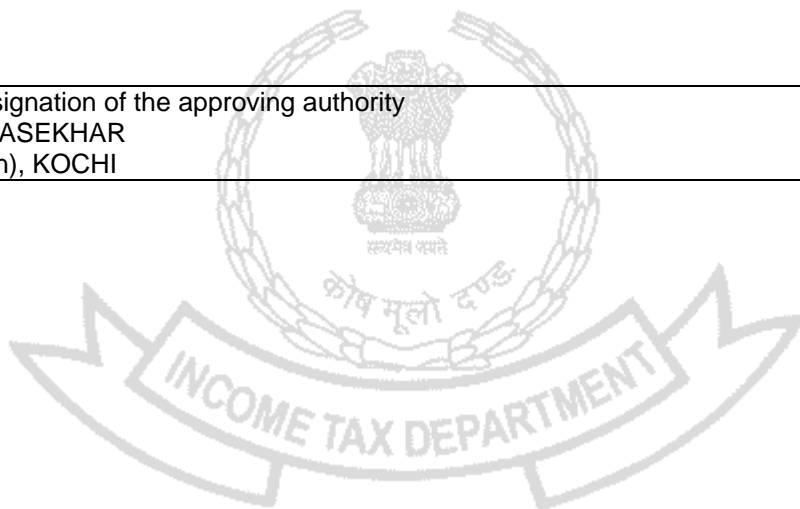 signation of the approving authority
ASEKHAR
), KOCHI
सत्यमेव जयते
कोष मूलो दण्डः
INCOME TAX DEPARTMENT